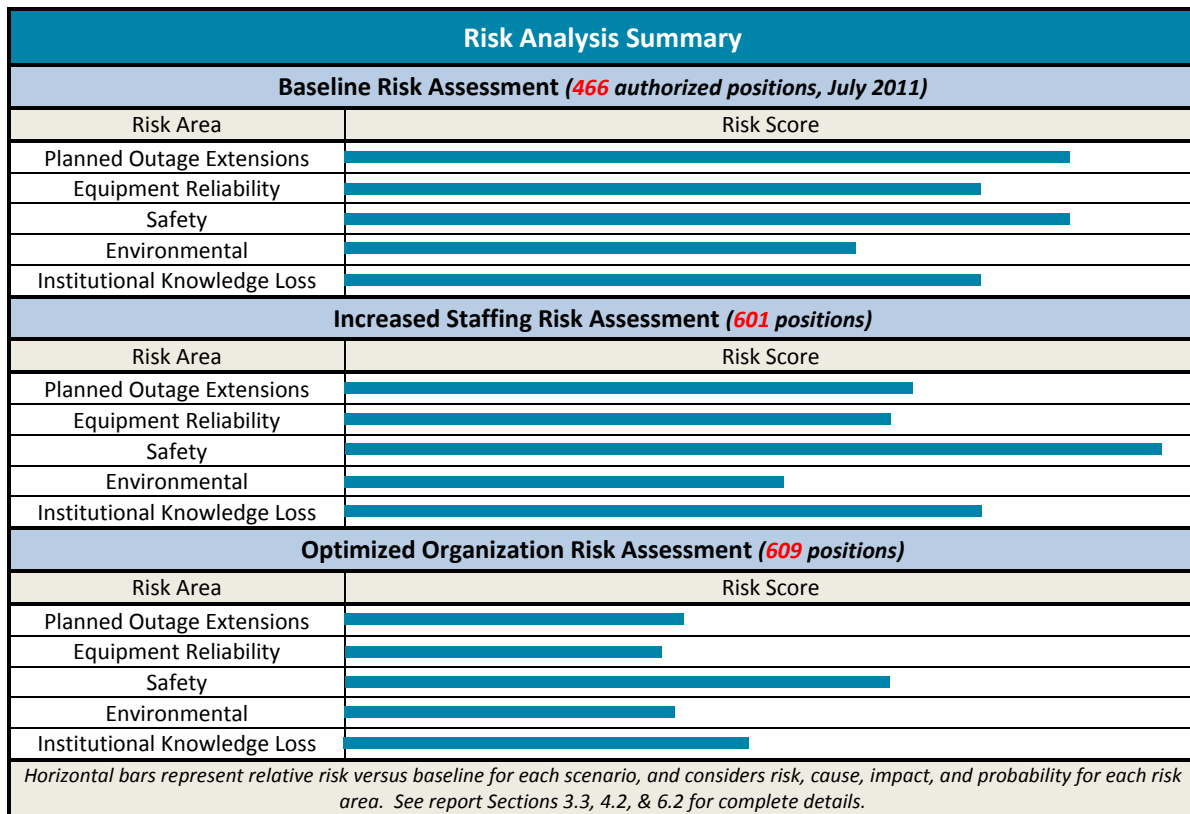 Risk Analysis Summary
Baseline Risk Assessment (466 authorized positions, July 2011)
Risk Area Risk Score
Planned Outage Extensions
Equipment Reliability
Safety
Environmental
Institutional Knowledge Loss
Increased Staffing Risk Assessment (601 positions)
Risk Area Risk Score
Planned Outage Extensions
Equipment Reliability
Safety
Environmental
Institutional Knowledge Loss
Optimized Organization Risk Assessment (609 positions)
Risk Area Risk Score
Planned Outage Extensions
Equipment Reliability
Safety
Environmental
Institutional Knowledge Loss
Horizontal bars represent relative risk versus baseline for each scenario, and considers risk, cause, impact, and probability for each risk
area. See report Sections 3.3, 4.2, & 6.2 for complete details.